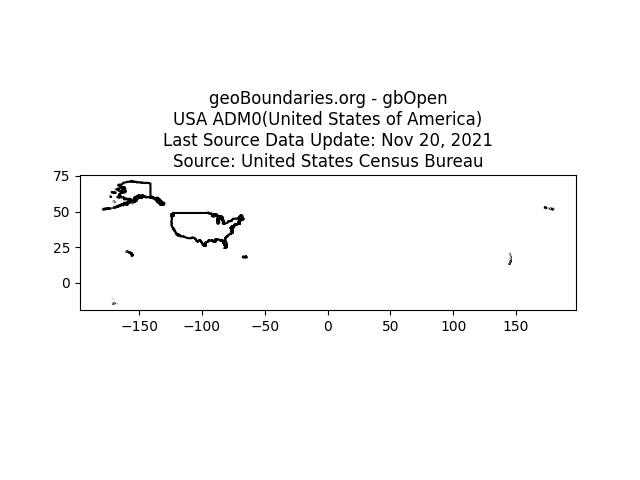 geoBoundaries.org - gbOpen
USA ADM0(United States of America)
Last Source Data Update: Nov 20, 2021
Source: United States Census Bureau
75
50
25
0
−150
−100
−50
0
50
100
150